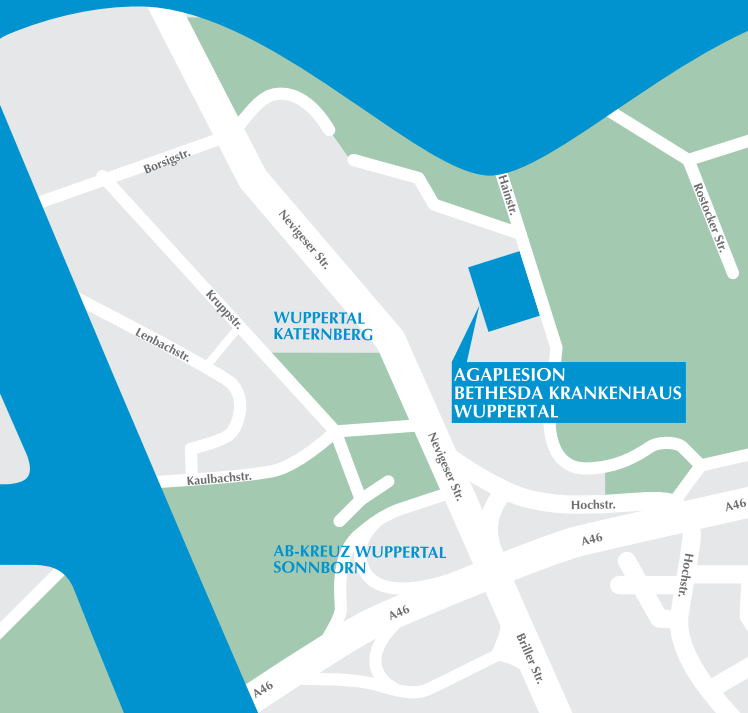 Borsigstr.
Hainstr.
Rostocker Str.
Nevigeser Str.
Kruppstr.
WUPPERTAL
KATERNBERG
Lenbachstr.
AGAPLESION
BETHESDA KRANKENHAUS
WUPPERTAL
Nevigeser Str.
Kaulbachstr.
Hochstr.
A46
A46
AB-KREUZ WUPPERTAL
SONNBORN
Hochstr.
A46
Briller Str.
A46